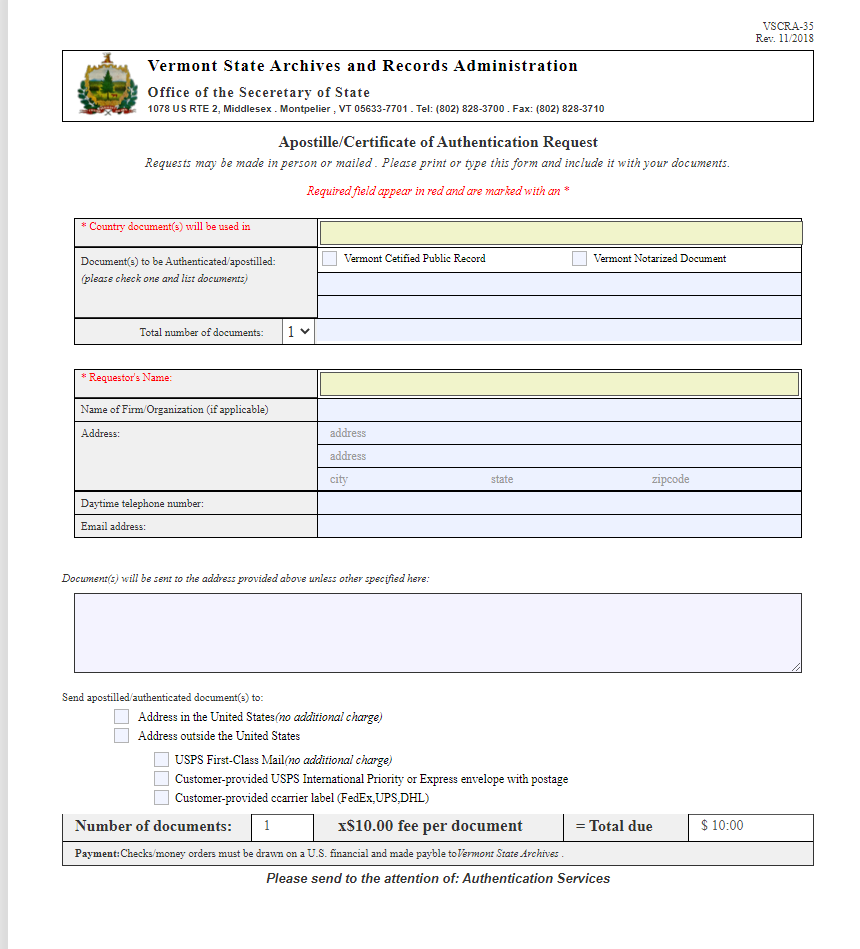 VSCRA-35
Rev. 11/2018
Vermont State Archives and Records Administration
Office of the Seceretary of State
1078 US RTE 2, Middlesex . Montpelier , VT 05633-7701 . Tel: (802) 828-3700 . Fax: (802) 828-3710
Apostille/Certificate of Authentication Request
Requests may be made in person or mailed . Please print or type this form and include it with your documents.
Required field appear in red and are marked with an *
* Country document(s) will be used in
Document(s) to be Authenticated/apostilled:
(please check one and list documents)
Vermont Cetified Public Record
Vermont Notarized Document
Total number of documents: 1
* Requestor's Name:
Name of Firm/Organization (if applicable)
Address:
address
address
city state zipcode
Daytime telephone number:
Email address:
Document(s) will be sent to the address provided above unless other specified here:
Send apostilled/authenticated document(s) to:
Address in the United States(no additional charge)
Address outside the United States
USPS First-Class Mail(no additional charge)
Customer-provided USPS International Priority or Express envelope with postage
Customer-provided ccarrier label (FedEx,UPS,DHL)
Number of documents: 1 x$10.00 fee per document = Total due $ 10:00
Payment:Checks/money orders must be drawn on a U.S. financial and made payble toVermont State Archives .
Please send to the attention of: Authentication Services